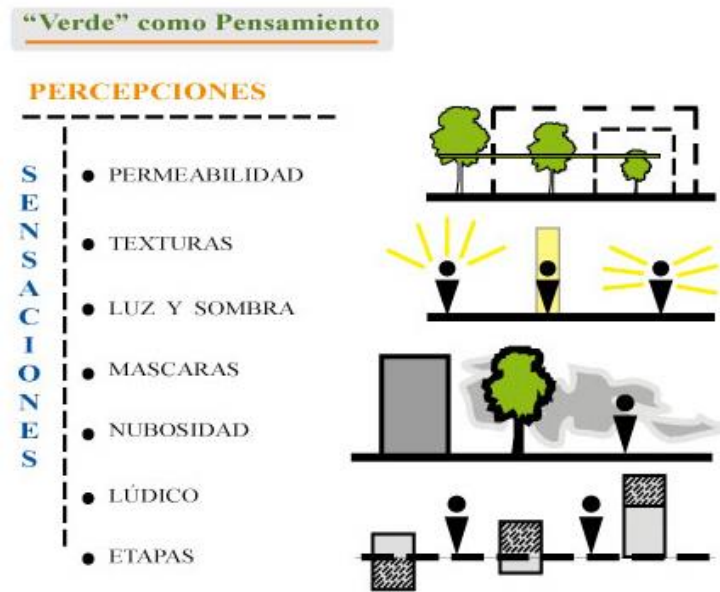 “Verde” como Pensamiento
PERCEPCIONES
SENSACIONES
PERMEABILIDAD
TEXTURAS
LUZ Y SOMBRA
MASCARAS
NUBOSIDAD
LÚDICO
ETAPAS